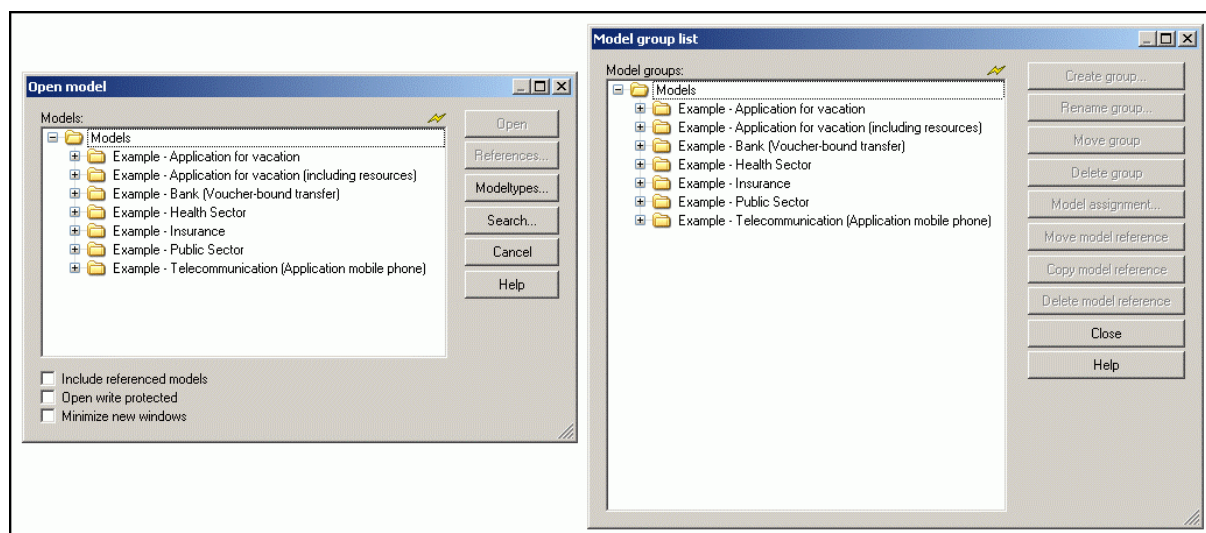 Open model
Models:
Models
Example - Application for vacation
Example - Application for vacation (including resources)
Example - Bank (Voucher-bound transfer)
Example - Health Sector
Example - Insurance
Example - Public Sector
Example - Telecommunication (Application mobile phone)
Open
References...
Modeltypes...
Search...
Cancel
Help
Include referenced models
Open write protected
Minimize new windows
Model group list
Model groups:
Models
Example - Application for vacation
Example - Application for vacation (including resources)
Example - Bank (Voucher-bound transfer)
Example - Health Sector
Example - Insurance
Example - Public Sector
Example - Telecommunication (Application mobile phone)
Create group...
Rename group...
Move group
Delete group
Model assignment...
Move model reference
Copy model reference
Delete model reference
Close
Help